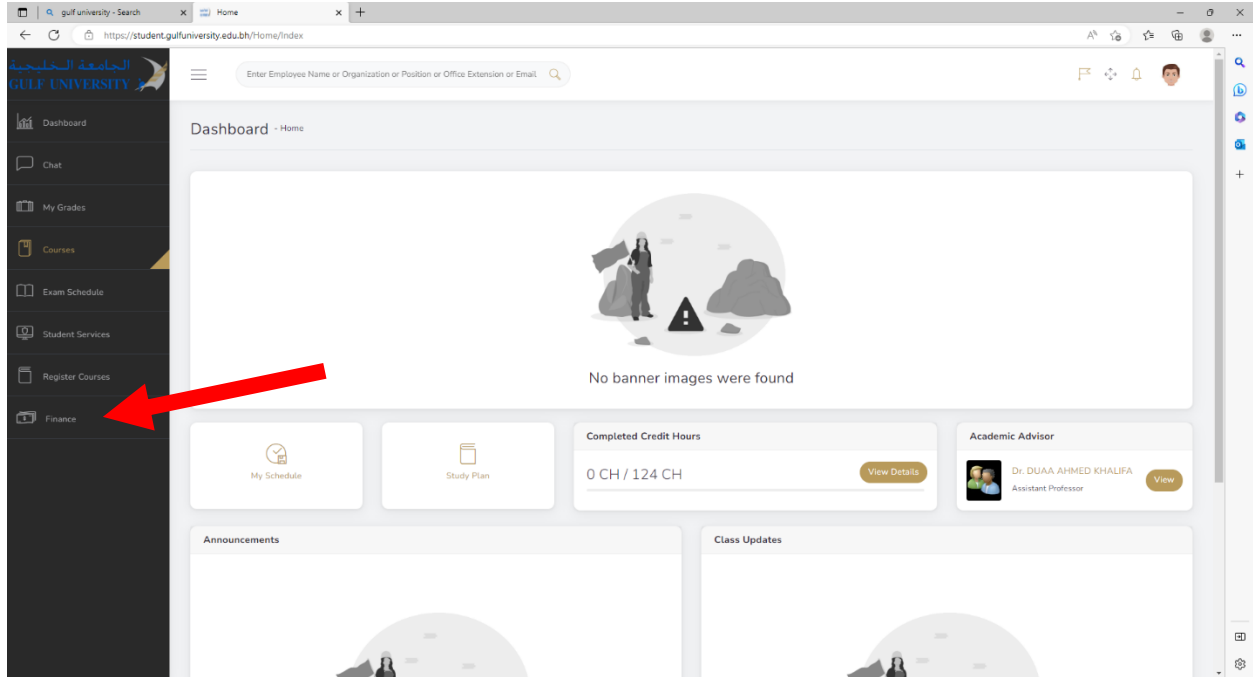 gulf university - Search
Home
https://student.gulfuniversity.edu.bh/Home/Index
الجامعة الخليجية
GULF UNIVERSITY
Enter Employee Name or Organization or Position or Office Extension or Email
Dashboard
Chat
My Grades
Courses
Exam Schedule
Student Services
Register Courses
Finance
Dashboard - Home
No banner images were found
My Schedule
Study Plan
Completed Credit Hours
0 CH / 124 CH
View Details
Academic Advisor
Dr. DUAA AHMED KHALIFA
Assistant Professor
View
Announcements
Class Updates